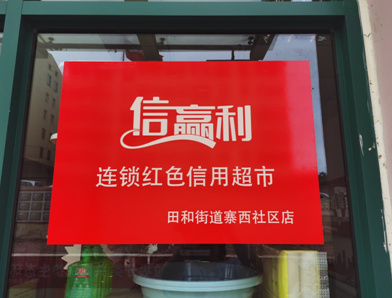 信赢利
连锁红色信用超市
田和街道寨西社区店